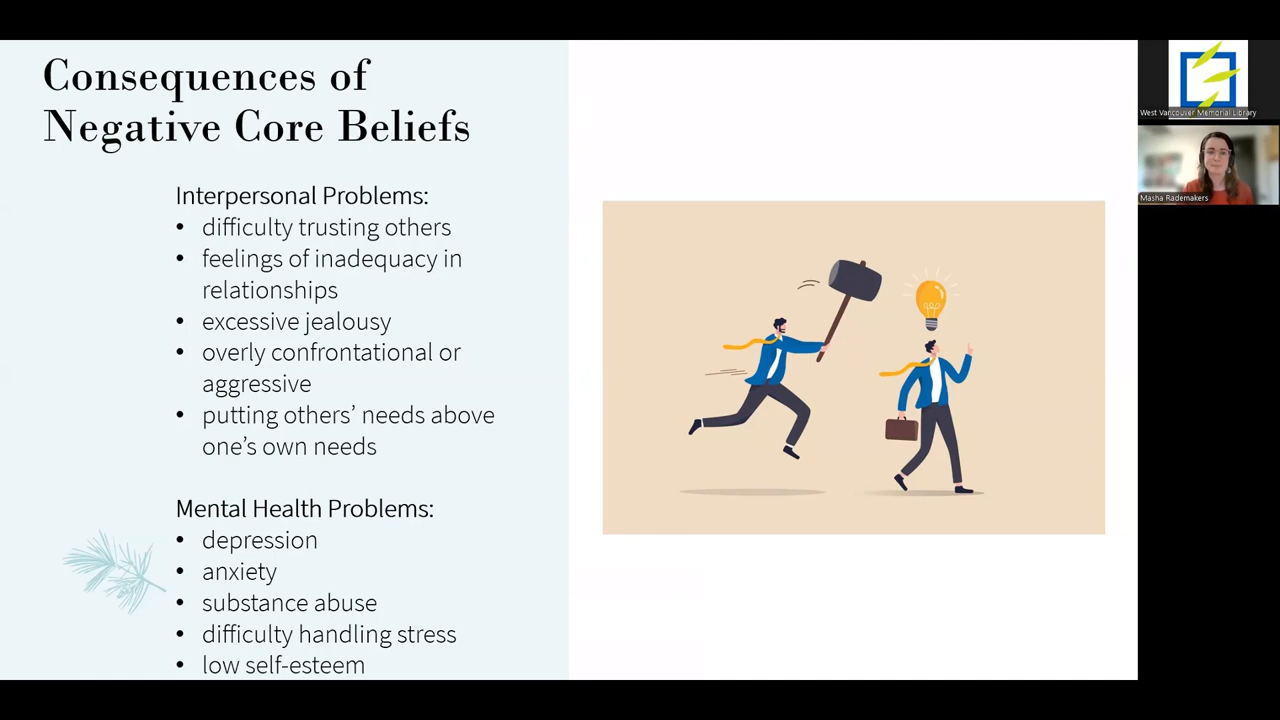 Consequences of
Negative Core Beliefs
Interpersonal Problems:
• difficulty trusting others
• feelings of inadequacy in
relationships
• excessive jealousy
• overly confrontational or
aggressive
• putting others’ needs above
one’s own needs
Mental Health Problems:
• depression
• anxiety
• substance abuse
• difficulty handling stress
• low self-esteem
West Vancouver Memorial Library
Masha Rademakers